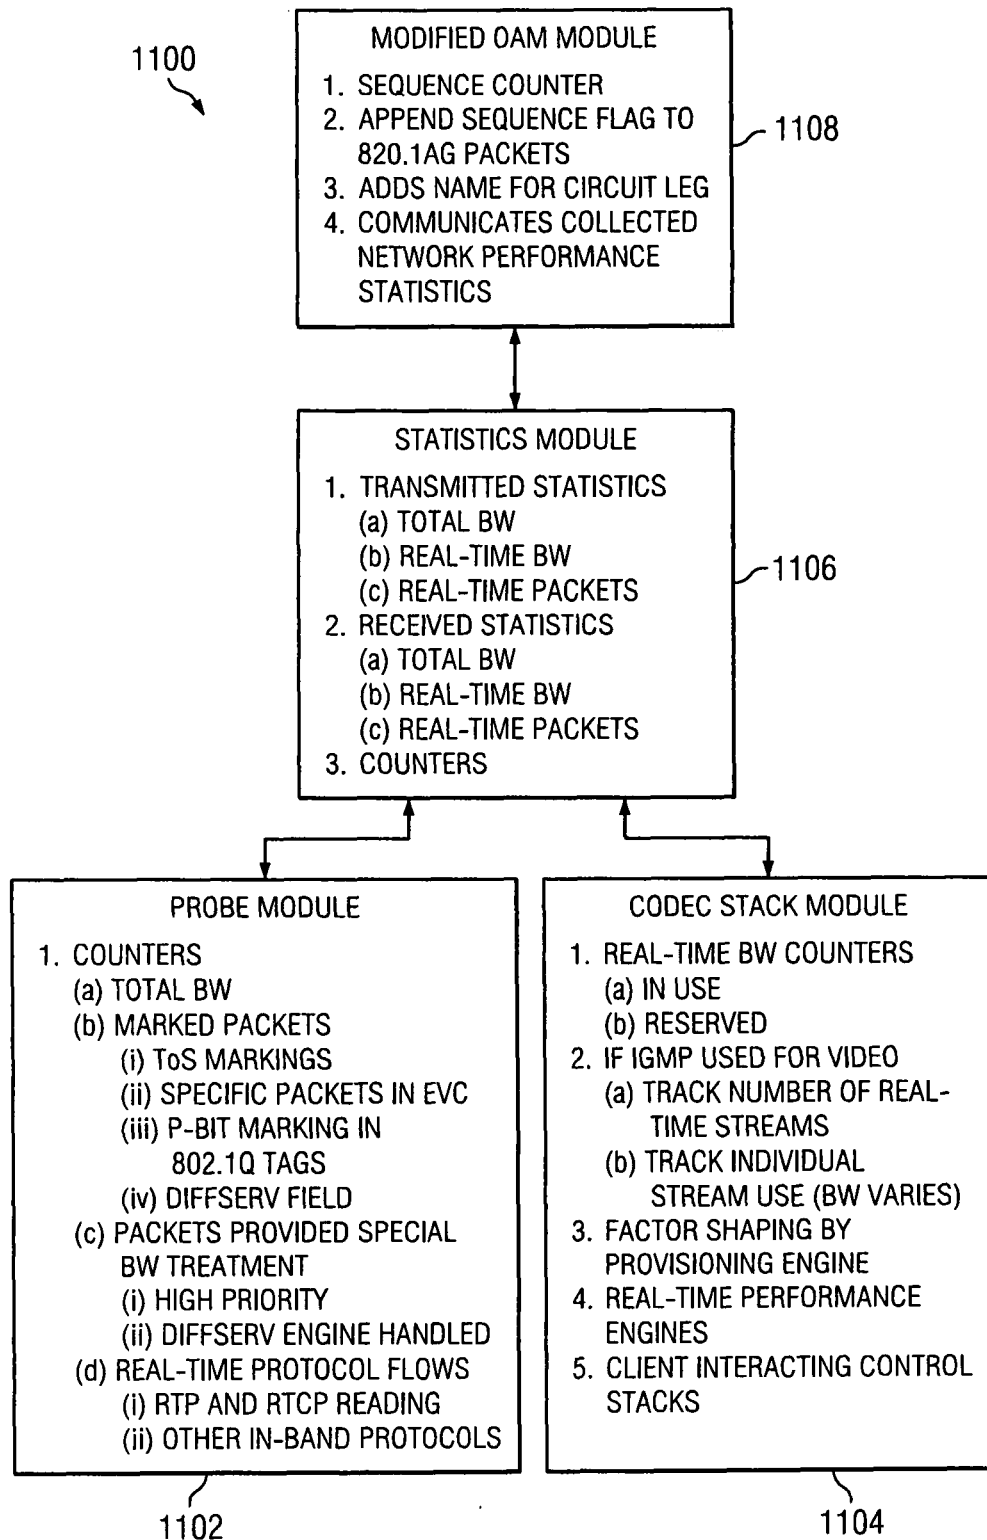 1100
MODIFIED OAM MODULE
1. SEQUENCE COUNTER
2. APPEND SEQUENCE FLAG TO
820.1AG PACKETS
3. ADDS NAME FOR CIRCUIT LEG
4. COMMUNICATES COLLECTED
NETWORK PERFORMANCE
STATISTICS
1108
STATISTICS MODULE
1. TRANSMITTED STATISTICS
(a) TOTAL BW
(b) REAL-TIME BW
(c) REAL-TIME PACKETS
2. RECEIVED STATISTICS
(a) TOTAL BW
(b) REAL-TIME BW
(c) REAL-TIME PACKETS
3. COUNTERS
1106
PROBE MODULE
1. COUNTERS
(a) TOTAL BW
(b) MARKED PACKETS
(i) ToS MARKINGS
(ii) SPECIFIC PACKETS IN EVC
(iii) P-BIT MARKING IN
802.1Q TAGS
(iv) DIFFSERV FIELD
(c) PACKETS PROVIDED SPECIAL
BW TREATMENT
(i) HIGH PRIORITY
(ii) DIFFSERV ENGINE HANDLED
(d) REAL-TIME PROTOCOL FLOWS
(i) RTP AND RTCP READING
(ii) OTHER IN-BAND PROTOCOLS
1102
CODEC STACK MODULE
1. REAL-TIME BW COUNTERS
(a) IN USE
(b) RESERVED
2. IF IGMP USED FOR VIDEO
(a) TRACK NUMBER OF REAL-
TIME STREAMS
(b) TRACK INDIVIDUAL
STREAM USE (BW VARIES)
3. FACTOR SHAPING BY
PROVISIONING ENGINE
4. REAL-TIME PERFORMANCE
ENGINES
5. CLIENT INTERACTING CONTROL
STACKS
1104